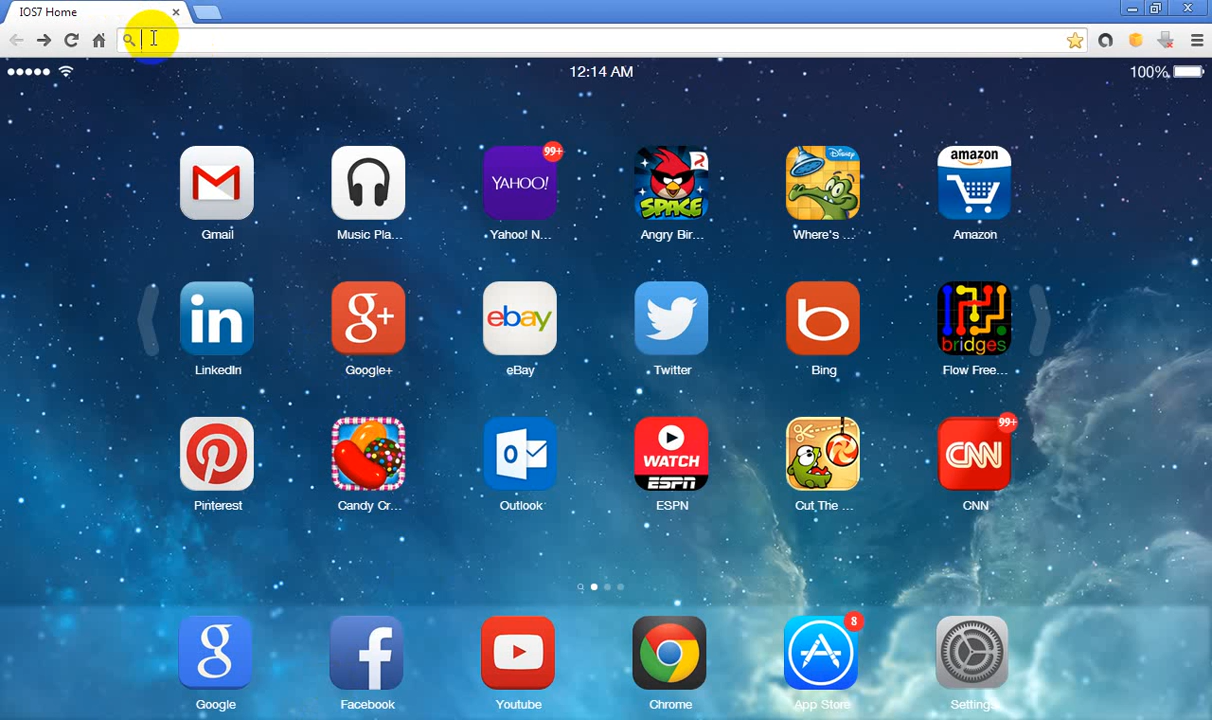 IOS7 Home
12:14 AM
100%
99+
YAHOO!
SPACE
Disney
amazon
Gmail
Music Pla...
Yahoo! N...
Angry Bir...
Where's ...
Amazon
in
g+
ebay
bridges
LinkedIn
Google+
eBay
Twitter
Bing
Flow Free...
99+
WATCH
ESPN
CNN
Pinterest
Candy Cr...
Outlook
ESPN
Cut The ...
CNN
8
g
f
Google
Facebook
Youtube
Chrome
App Store
Settings